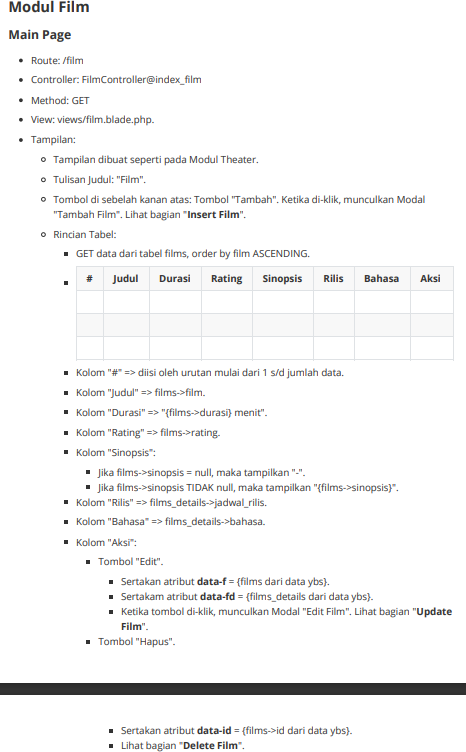 Modul Film
Main Page
Route: /film
Controller: FilmController@index_film
Method: GET
View: views/film.blade.php.
Tampilan:
Tampilan dibuat seperti pada Modul Theater.
Tulisan Judul: "Film".
Tombol di sebelah kanan atas: Tombol "Tambah". Ketika di-klik, munculkan Modal
"Tambah Film". Lihat bagian "Insert Film".
Rincian Tabel:
GET data dari tabel films, order by film ASCENDING.
# Judul Durasi Rating Sinopsis Rilis Bahasa Aksi
Kolom "#" => diisi oleh urutan mulai dari 1 s/d jumlah data.
Kolom "Judul" => films->film.
Kolom "Durasi" => "{films->durasi} menit".
Kolom "Rating" => films->rating.
Kolom "Sinopsis":
Jika films->sinopsis = null, maka tampilkan "-".
Jika films->sinopsis TIDAK null, maka tampilkan "{films->sinopsis}".
Kolom "Rilis" => films_details->jadwal_rilis.
Kolom "Bahasa" => films_details->bahasa.
Kolom "Aksi":
Tombol "Edit".
Sertakan atribut data-f = {films dari data ybs}.
Sertakam atribut data-fd = {films_details dari data ybs}.
Ketika tombol di-klik, munculkan Modal "Edit Film". Lihat bagian "Update
Film".
Tombol "Hapus".
Sertakan atribut data-id = {films->id dari data ybs}.
Lihat bagian "Delete Film".